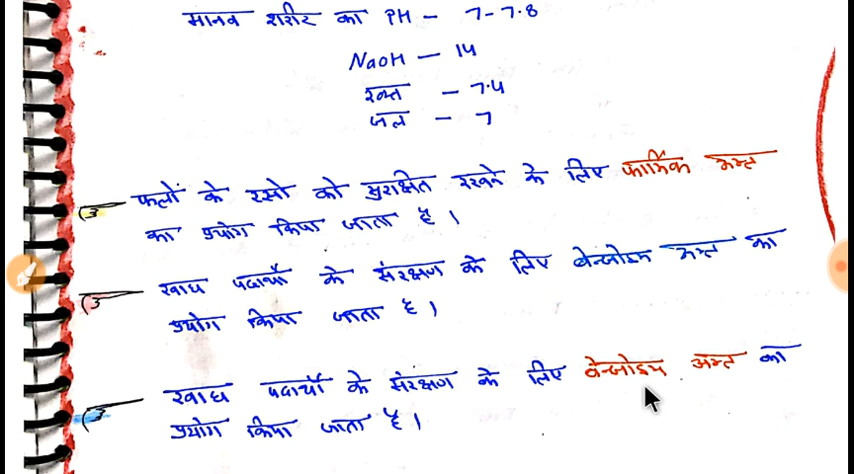 मानव शरीर का PH - 7-7.8
NaOH - 14
रक्त - 7.4
जल - 7
फलों के रसो को सुरक्षित रखने के लिए फार्मिक अम्ल
का प्रयोग किया जाता है।
खाद्य पदार्थों के संरक्षण के लिए बेन्जोइक अम्ल का
प्रयोग किया जाता है।
खाद्य पदार्थों के संरक्षण के लिए बेन्जोइक अम्ल का
प्रयोग किया जाता है।